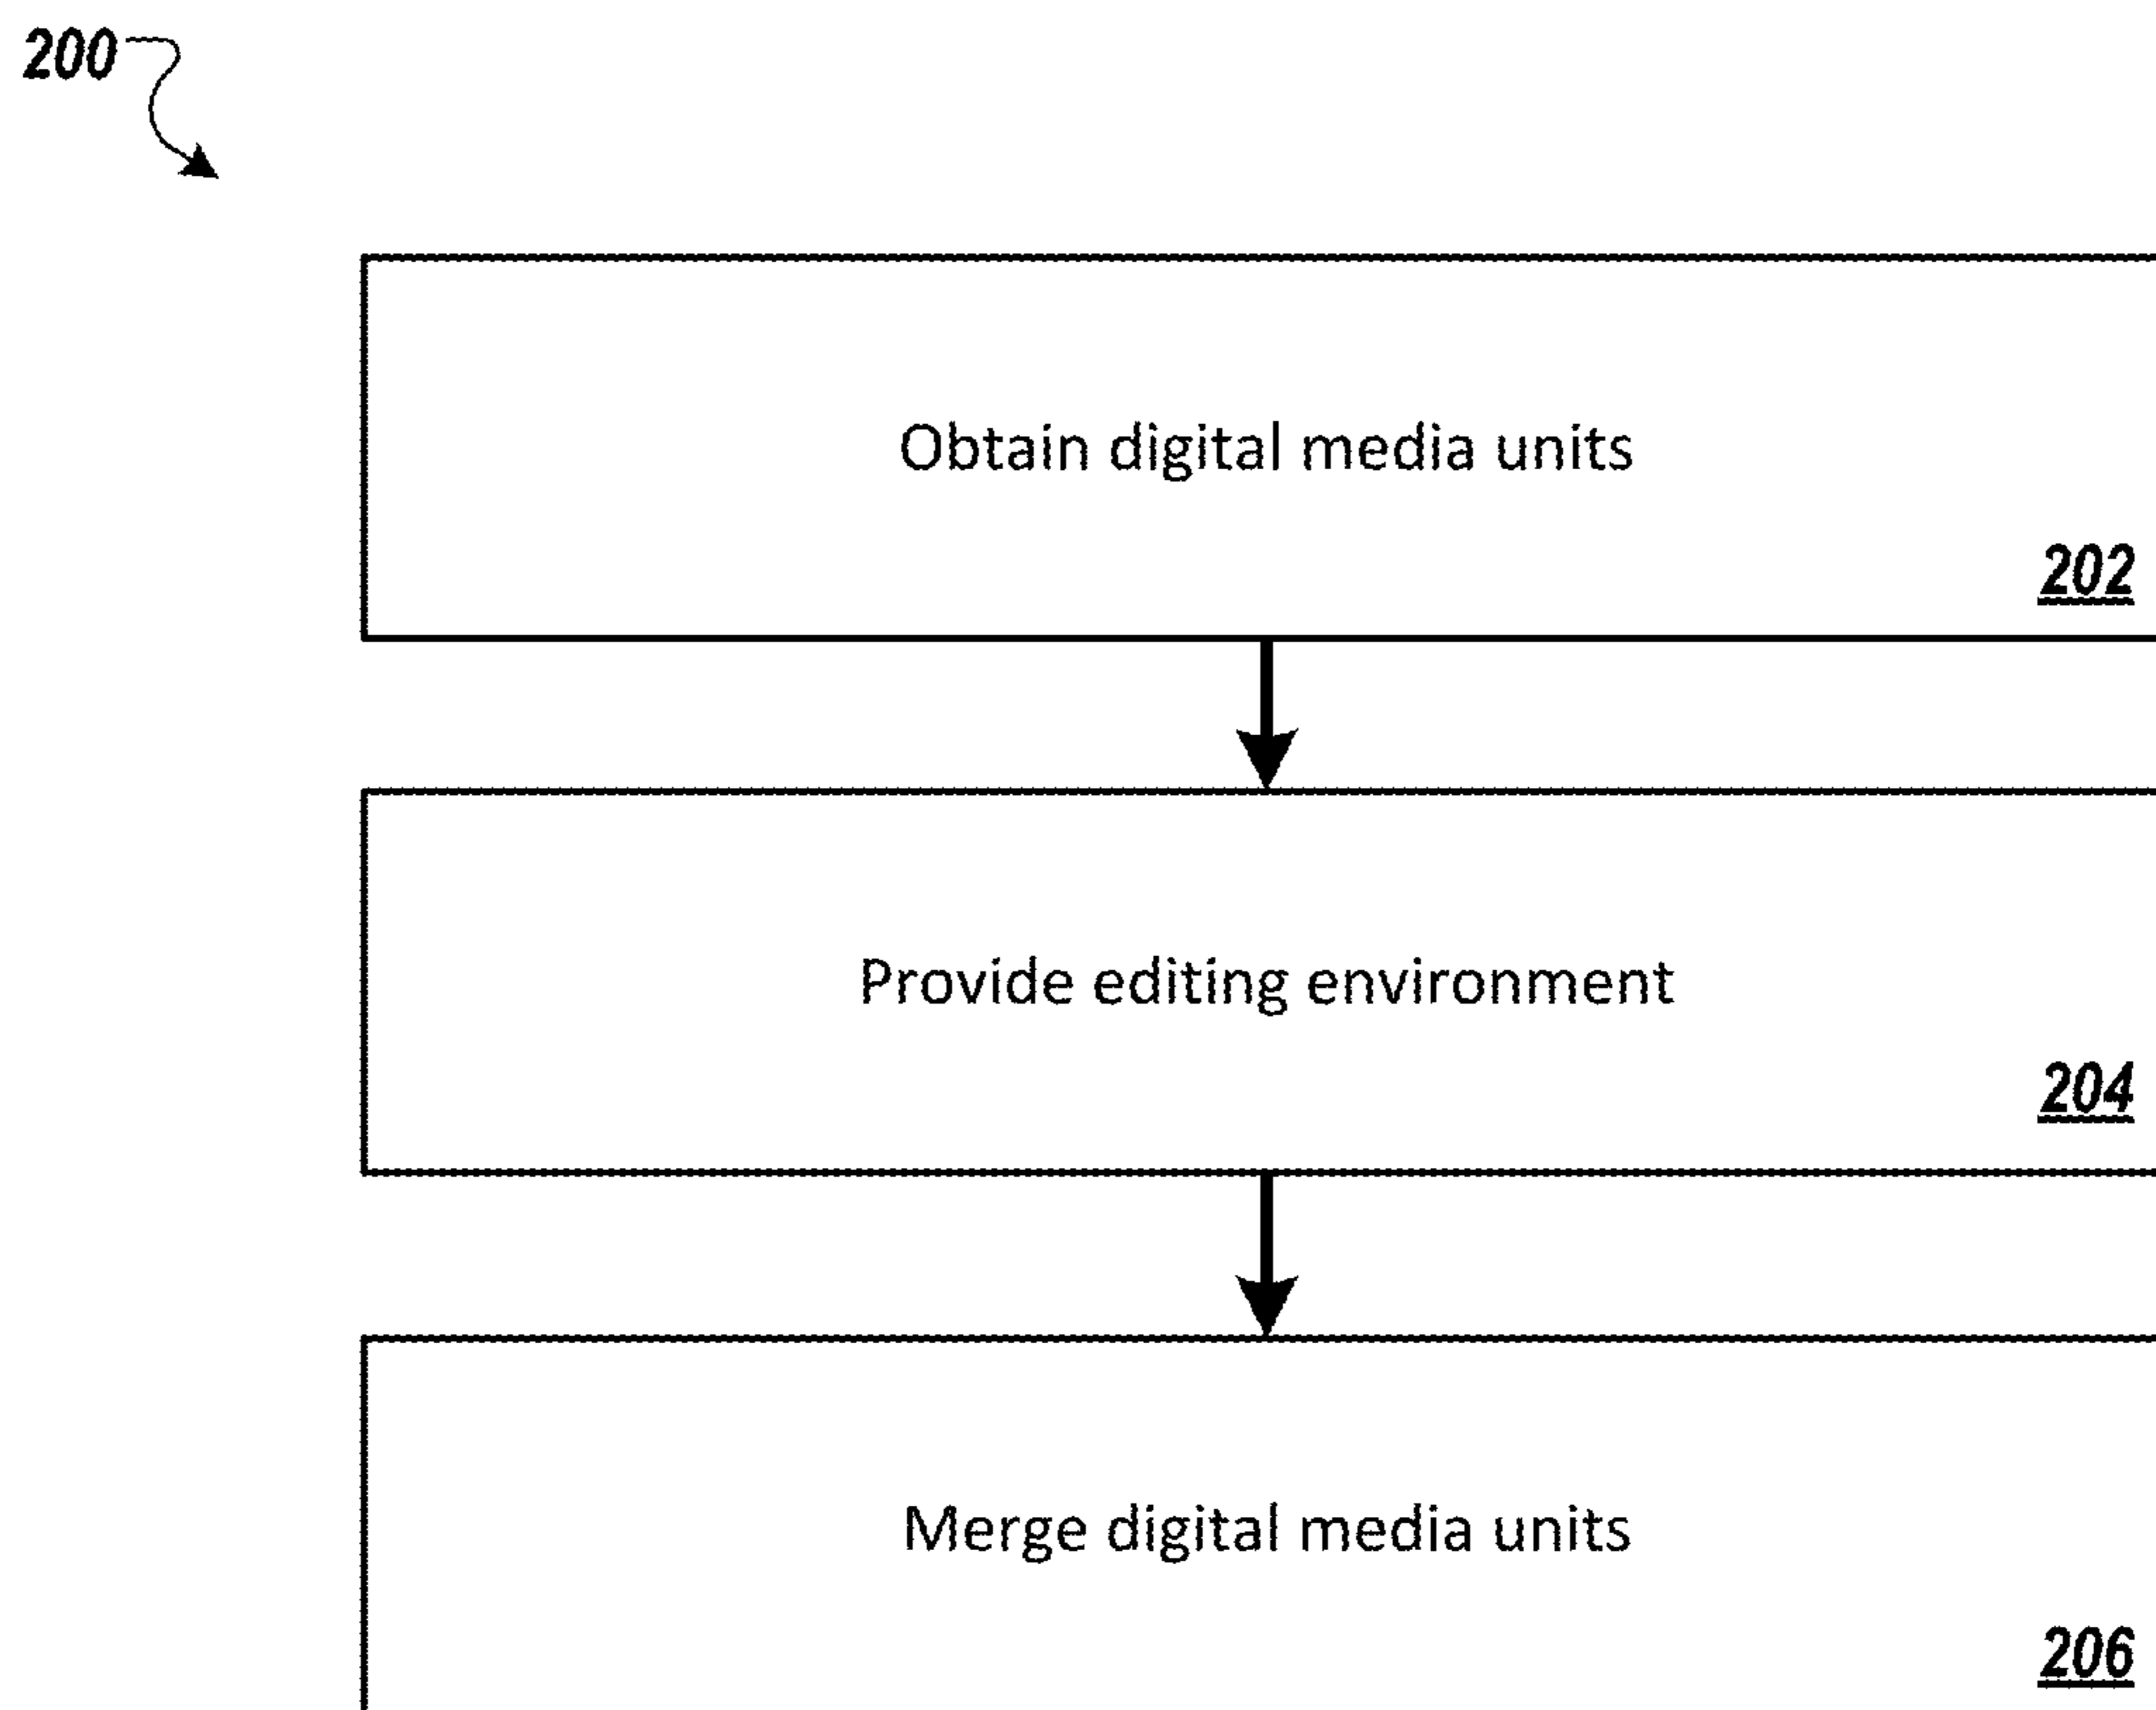 200
Obtain digital media units
202
Provide editing environment
204
Merge digital media units
206